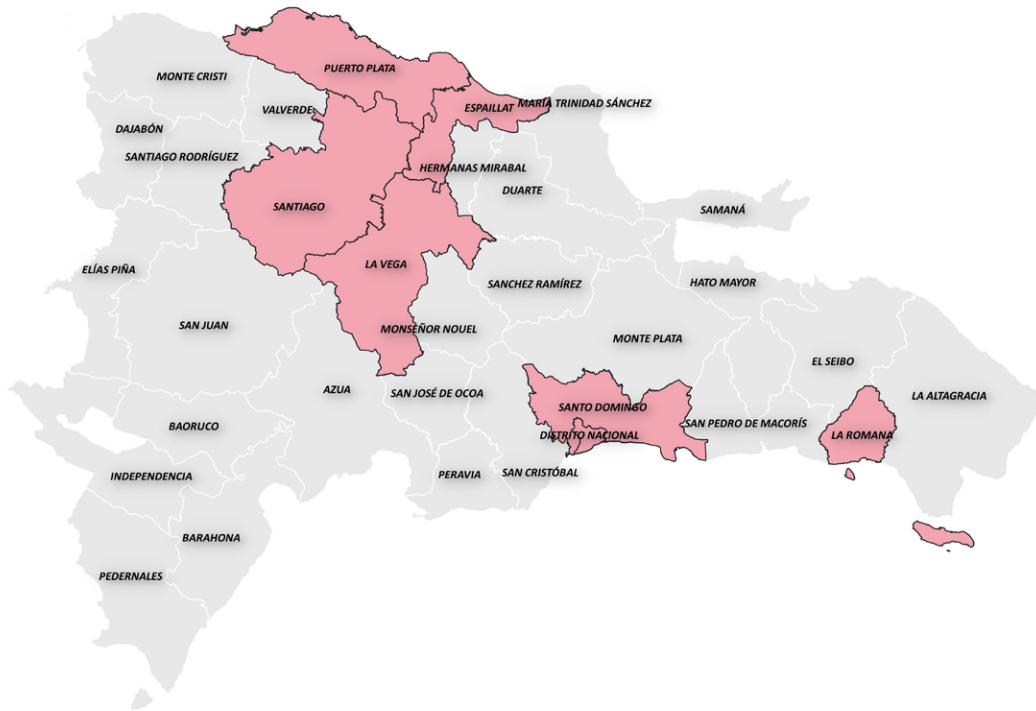 PUERTO PLATA
MONTE CRISTI
MARÍA TRINIDAD SÁNCHEZ
ESPAILLAT
VALVERDE
DAJABÓN
SANTIAGO RODRÍGUEZ
HERMANAS MIRABAL
DUARTE
SANTIAGO
SAMANÁ
LA VEGA
ELÍAS PIÑA
HATO MAYOR
SANCHEZ RAMÍREZ
SAN JUAN
MONSEÑOR NOUEL
MONTE PLATA
EL SEIBO
AZUA
SAN JOSÉ DE OCOA
LA ALTAGRACIA
SANTO DOMINGO
SAN PEDRO DE MACORÍS
BAORUCO
DISTRITO NACIONAL
LA ROMANA
SAN CRISTÓBAL
PERAVIA
INDEPENDENCIA
BARAHONA
PEDERNALES